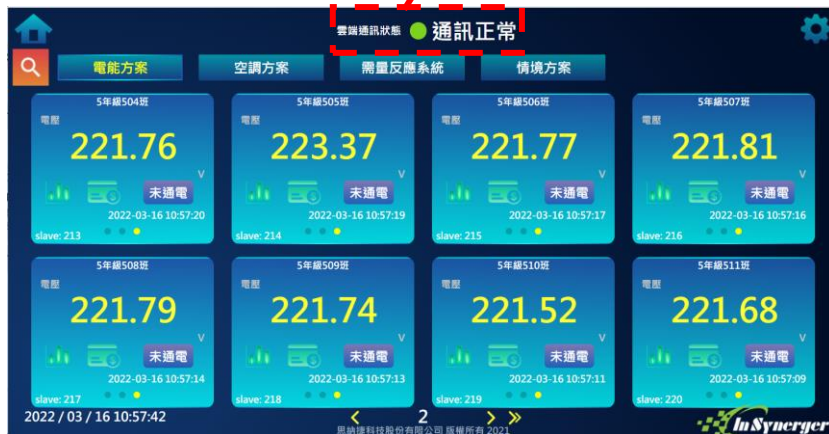 雲端通訊狀態 通訊正常
電能方案 空調方案 需量反應系統 情境方案
5年級504班
電壓
221.76
V
未通電
2022-03-16 10:57:20
slave: 213
5年級505班
電壓
223.37
V
未通電
2022-03-16 10:57:19
slave: 214
5年級506班
電壓
221.77
V
未通電
2022-03-16 10:57:17
slave: 215
5年級507班
電壓
221.81
V
未通電
2022-03-16 10:57:16
slave: 216
5年級508班
電壓
221.79
V
未通電
2022-03-16 10:57:14
slave: 217
5年級509班
電壓
221.74
V
未通電
2022-03-16 10:57:13
slave: 218
5年級510班
電壓
221.52
V
未通電
2022-03-16 10:57:11
slave: 219
5年級511班
電壓
221.68
V
未通電
2022-03-16 10:57:09
slave: 220
2022 / 03 / 16 10:57:42
2
恩納捷科技股份有限公司 版權所有 2021
InSynerger